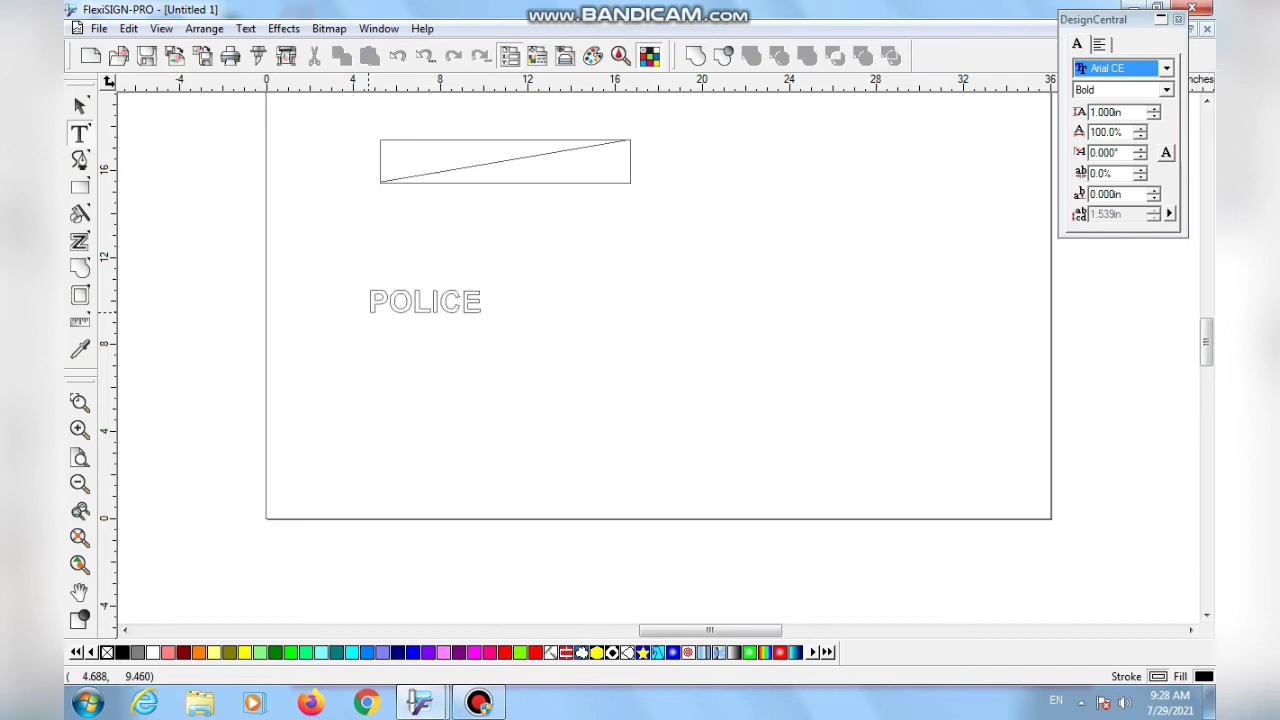 FlexiSIGN-PRO - [Untitled 1]
www.BANDICAM.com
File Edit View Arrange Text Effects Bitmap Window Help
DesignCentral
A
Arial CE
Bold
1.000in
100.0%
0.000°
A
0.0%
0.000in
1.539in
-4 0 4 8 12 16 20 24 28 32 36 inches
16
12
8
4
0
4
POLICE
( 4.688, 9.460)
Stroke Fill
EN
9:28 AM
7/29/2021